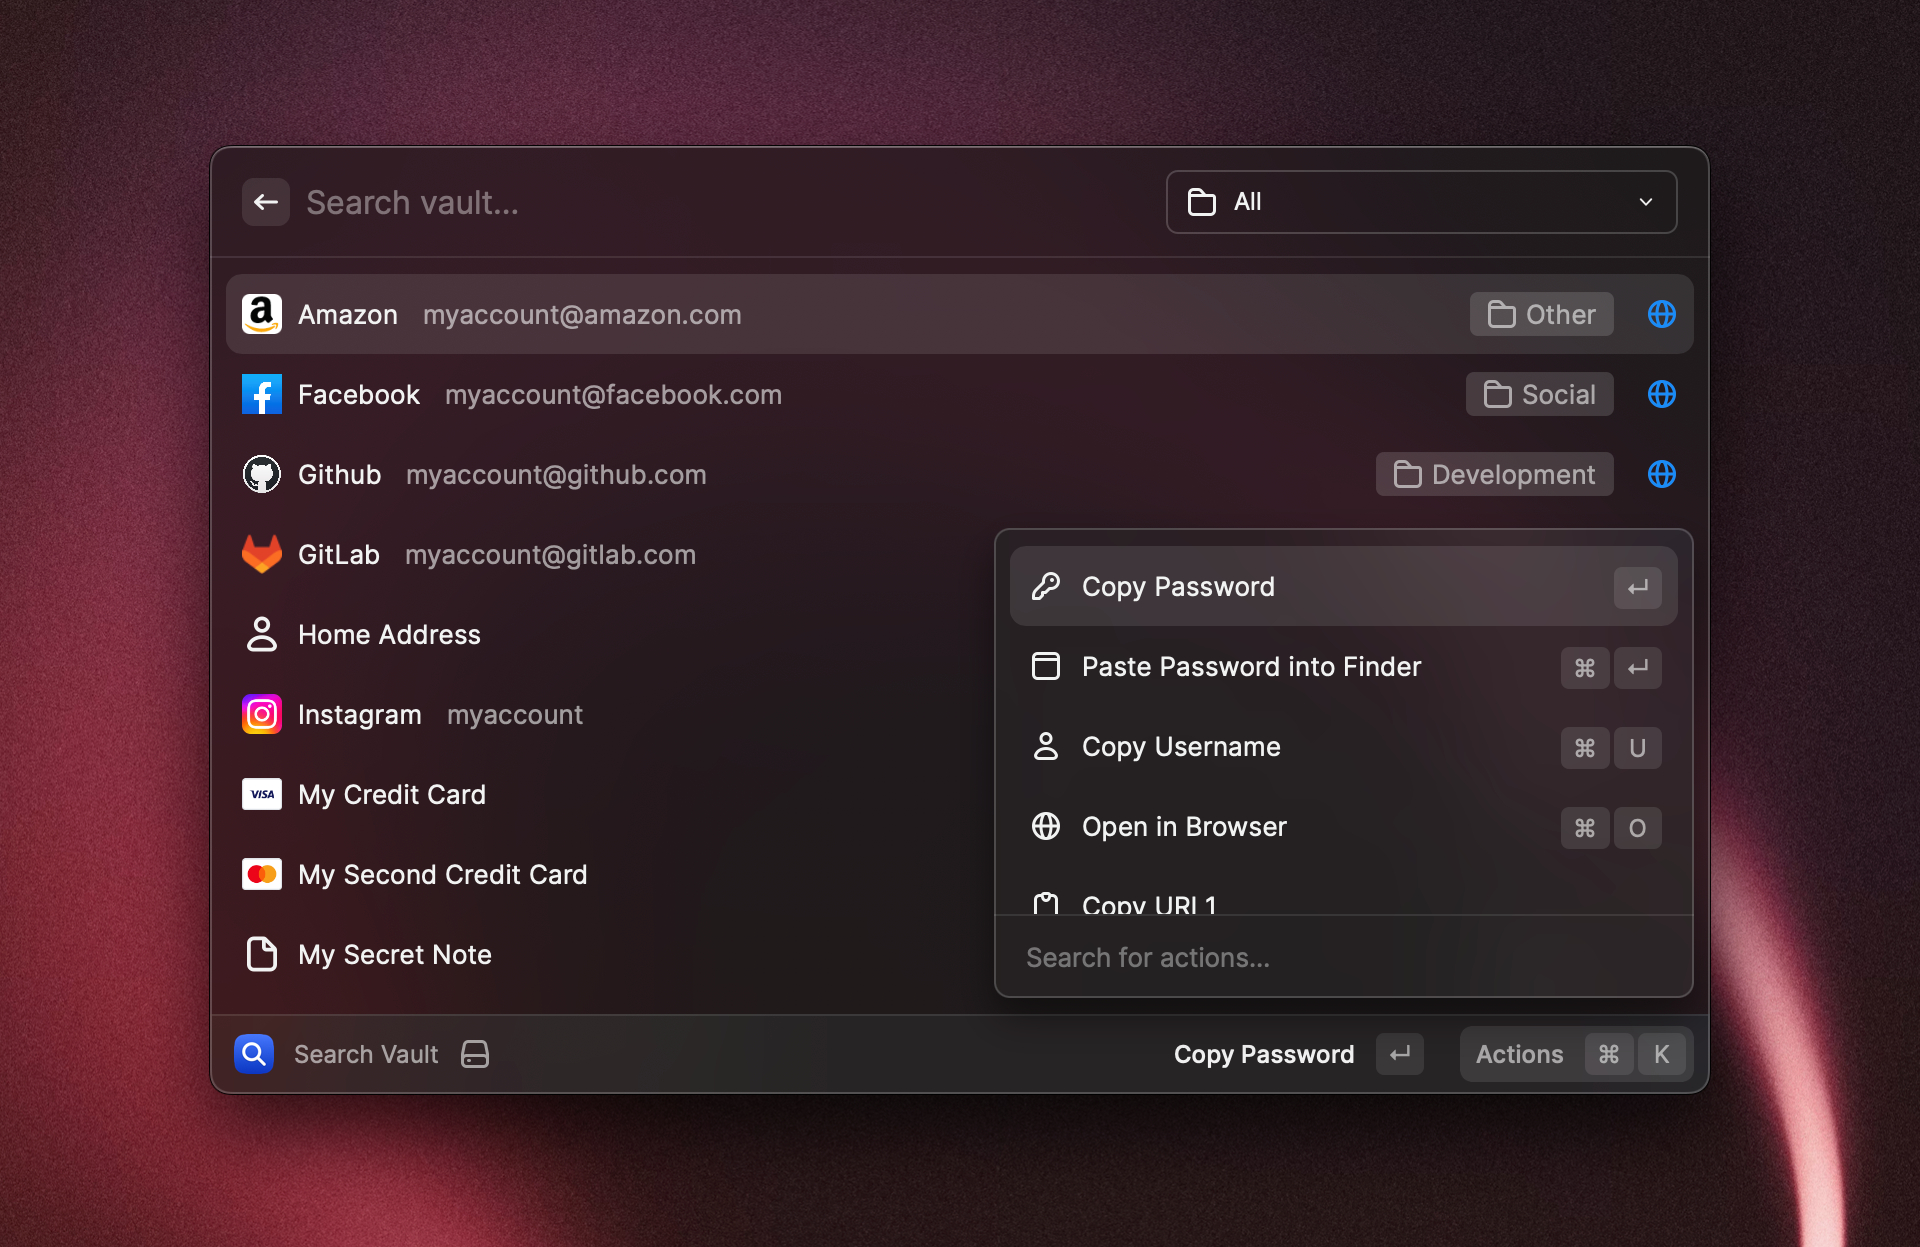 Search vault...
All
Amazon myaccount@amazon.com Other
Facebook myaccount@facebook.com Social
Github myaccount@github.com Development
GitLab myaccount@gitlab.com
Home Address
Instagram myaccount
VISA My Credit Card
My Second Credit Card
My Secret Note
Copy Password ↵
Paste Password into Finder ⌘ ↵
Copy Username ⌘ U
Open in Browser ⌘ O
Copy URL1
Search for actions...
Search Vault
Copy Password ↵
Actions ⌘ K